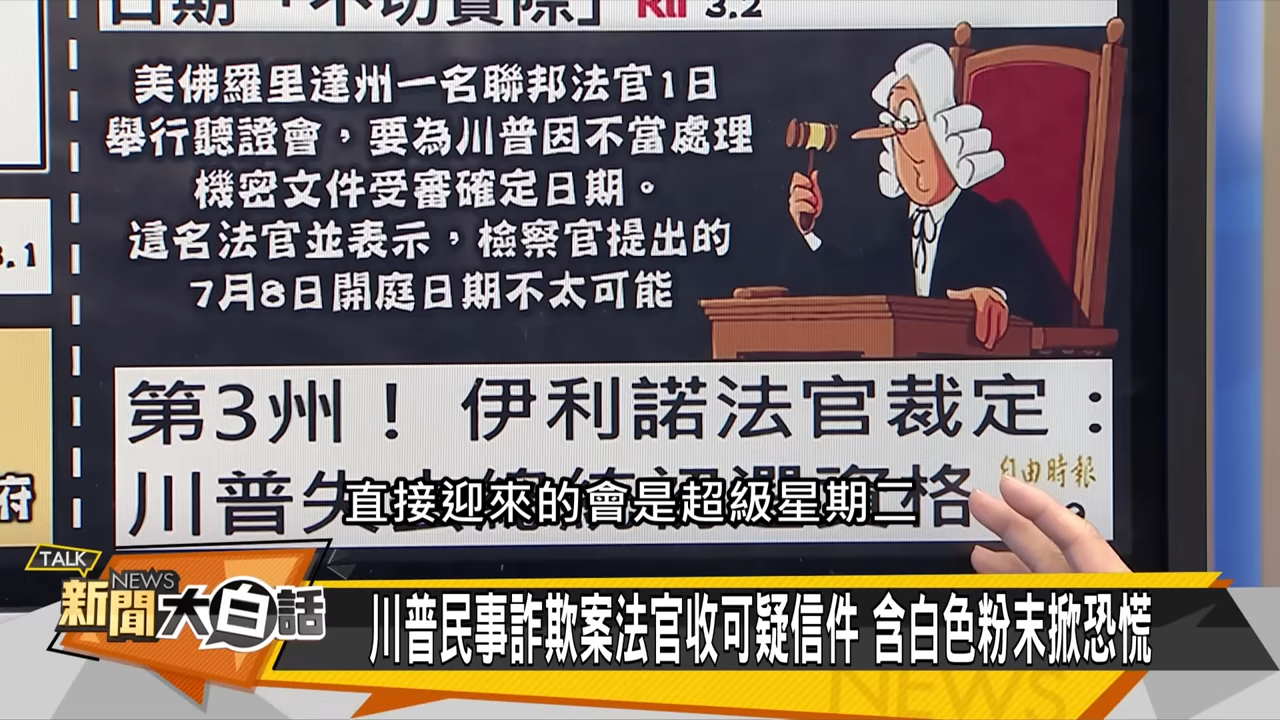 日期「不切實際」 Rti 3.2
美佛羅里達州一名聯邦法官1日
舉行聽證會，要為川普因不當處理
機密文件受審確定日期。
這名法官並表示，檢察官提出的
7月8日開庭日期不太可能
3.1
府
第3州！ 伊利諾法官裁定：
川普失
格
自由時報
直接迎來的會是超級星期二
TALK
NEWS
新聞大白話
川普民事詐欺案法官收可疑信件 含白色粉末掀恐慌
NEWS